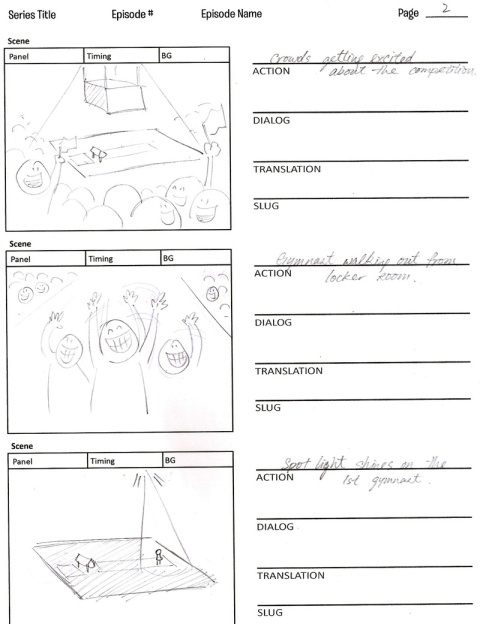 Series Title Episode # Episode Name Page 2
Scene
Panel Timing BG
Crowds getting excited
ACTION about the competition.
DIALOG
TRANSLATION
SLUG
Scene
Panel Timing BG
Gymnast walking out from
ACTION locker room.
DIALOG
TRANSLATION
SLUG
Scene
Panel Timing BG
Spot light shines on the
ACTION 1st gymnast.
DIALOG
TRANSLATION
SLUG